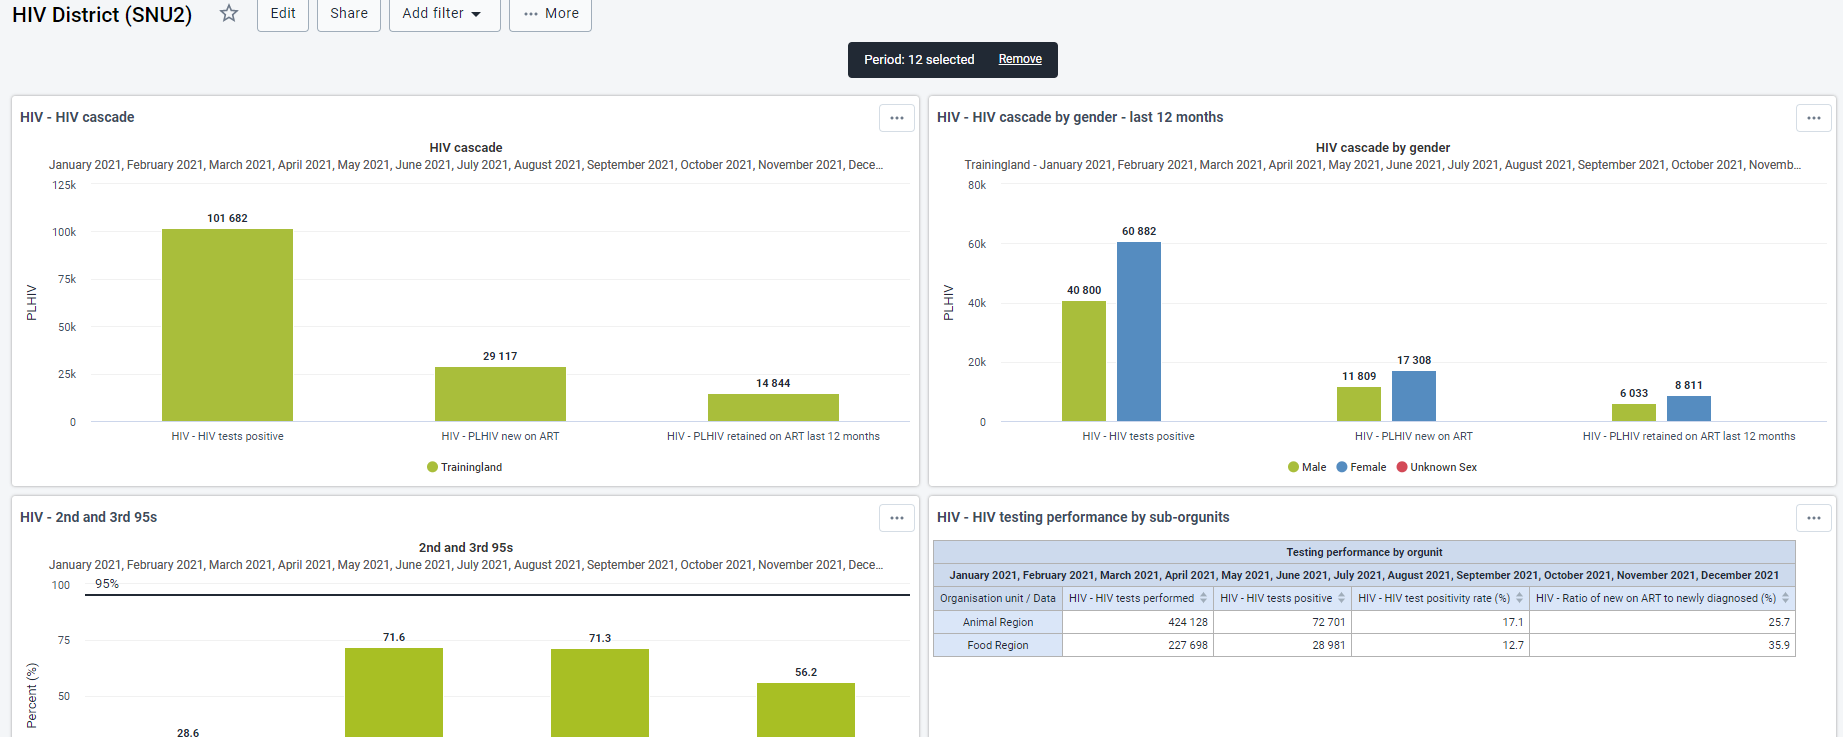 HIV District (SNU2)
Edit
Share
Add filter
More
Period: 12 selected Remove
HIV - HIV cascade
HIV cascade
January 2021, February 2021, March 2021, April 2021, May 2021, June 2021, July 2021, August 2021, September 2021, October 2021, November 2021, Dece...
125k
100k
75k
50k
25k
0
PLHIV
101 682
29 117
14 844
HIV - HIV tests positive
HIV - PLHIV new on ART
HIV - PLHIV retained on ART last 12 months
Trainingland
HIV - HIV cascade by gender - last 12 months
HIV cascade by gender
Trainingland - January 2021, February 2021, March 2021, April 2021, May 2021, June 2021, July 2021, August 2021, September 2021, October 2021, Novemb...
80k
60k
40k
20k
0
PLHIV
40 800
60 882
11 809
17 308
6 033
8 811
HIV - HIV tests positive
HIV - PLHIV new on ART
HIV - PLHIV retained on ART last 12 months
Male Female Unknown Sex
HIV - 2nd and 3rd 95s
2nd and 3rd 95s
January 2021, February 2021, March 2021, April 2021, May 2021, June 2021, July 2021, August 2021, September 2021, October 2021, November 2021, Dece...
100
75
50
Percent (%)
95%
28.6
71.6
71.3
56.2
HIV - HIV testing performance by sub-orgunits
Testing performance by orgunit
January 2021, February 2021, March 2021, April 2021, May 2021, June 2021, July 2021, August 2021, September 2021, October 2021, November 2021, December 2021
Organisation unit / Data HIV - HIV tests performed HIV - HIV tests positive HIV - HIV test positivity rate (%) HIV - Ratio of new on ART to newly diagnosed (%)
Animal Region 424 128 72 701 17.1 25.7
Food Region 227 698 28 981 12.7 35.9